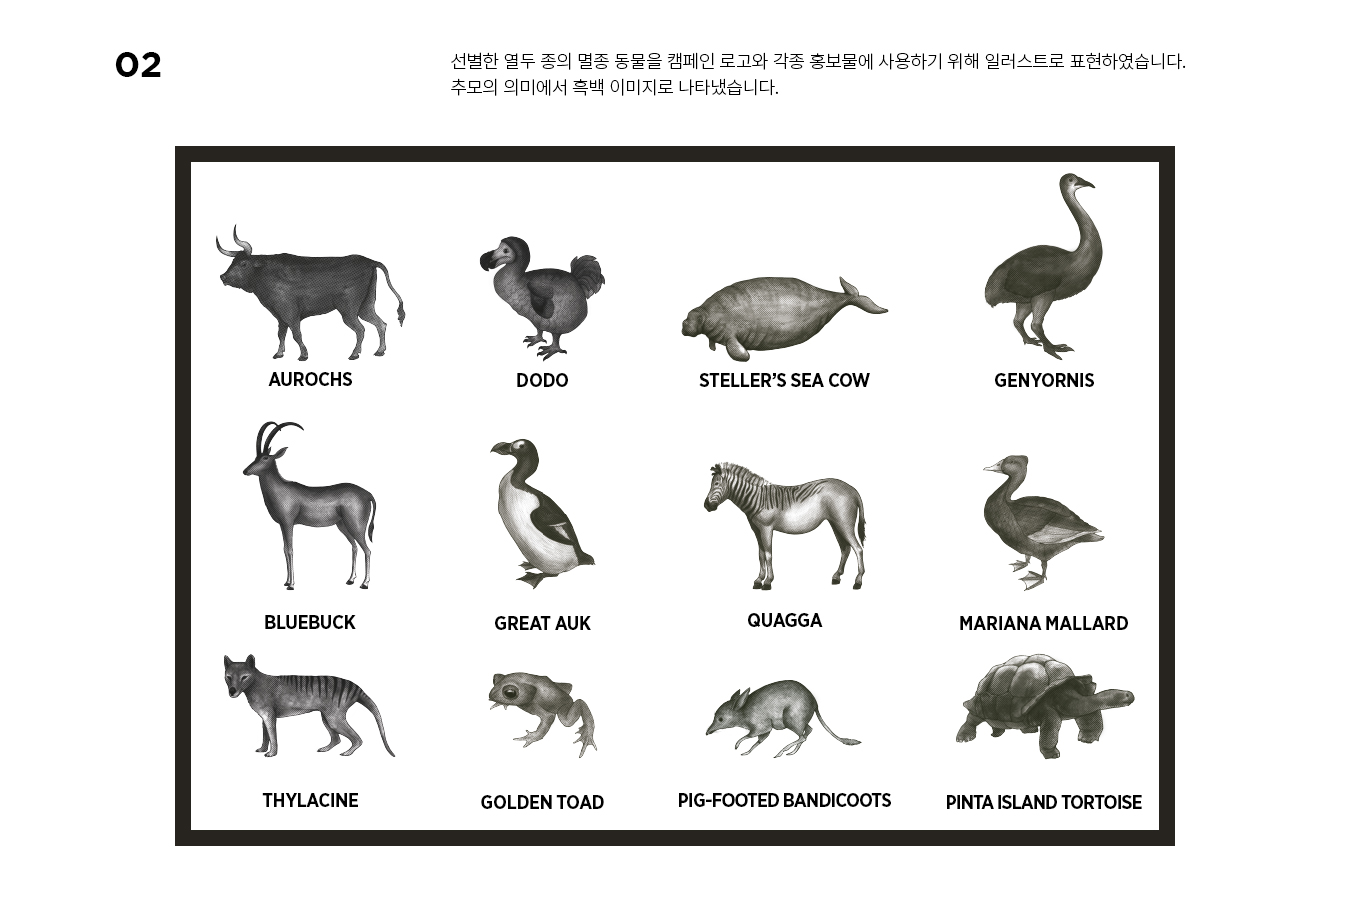 02
선별한 열두 종의 멸종 동물을 캠페인 로고와 각종 홍보물에 사용하기 위해 일러스트로 표현하였습니다.
추모의 의미에서 흑백 이미지로 나타냈습니다.
AUROCHS
DODO
STELLER’S SEA COW
GENYORNIS
BLUEBUCK
GREAT AUK
QUAGGA
MARIANA MALLARD
THYLACINE
GOLDEN TOAD
PIG-FOOTED BANDICOOTS
PINTA ISLAND TORTOISE